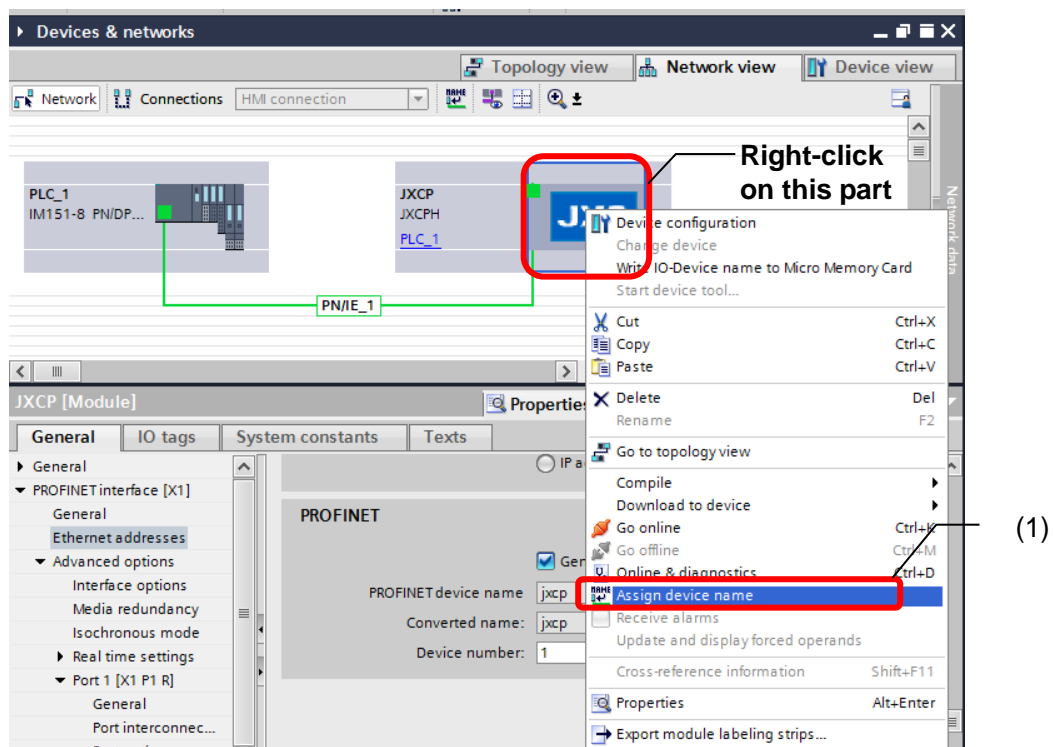 Devices & networks
Topology view
Network view
Device view
Network
Connections
HMI connection
Right-click
on this part
PLC_1
IM151-8 PN/DP...
JXCP
JXCPH
PLC_1
PN/IE_1
Network data
Device configuration
Change device
Write IO-Device name to Micro Memory Card
Start device tool...
Cut Ctrl+X
Copy Ctrl+C
Paste Ctrl+V
Delete Del
Rename F2
Go to topology view
Compile
Download to device
Go online Ctrl+K
Go offline Ctrl+M
Online & diagnostics Ctrl+D
Assign device name
Receive alarms
Update and display forced operands
Cross-reference information Shift+F11
Properties Alt+Enter
Export module labeling strips...
(1)
JXCP [Module]
Properties
General
IO tags
System constants
Texts
General
PROFINET interface [X1]
General
Ethernet addresses
Advanced options
Interface options
Media redundancy
Isochronous mode
Real time settings
Port 1 [X1 P1 R]
General
Port interconnec...
IP a
PROFINET
Gen
PROFINET device name jxcp
Converted name: jxcp
Device number: 1